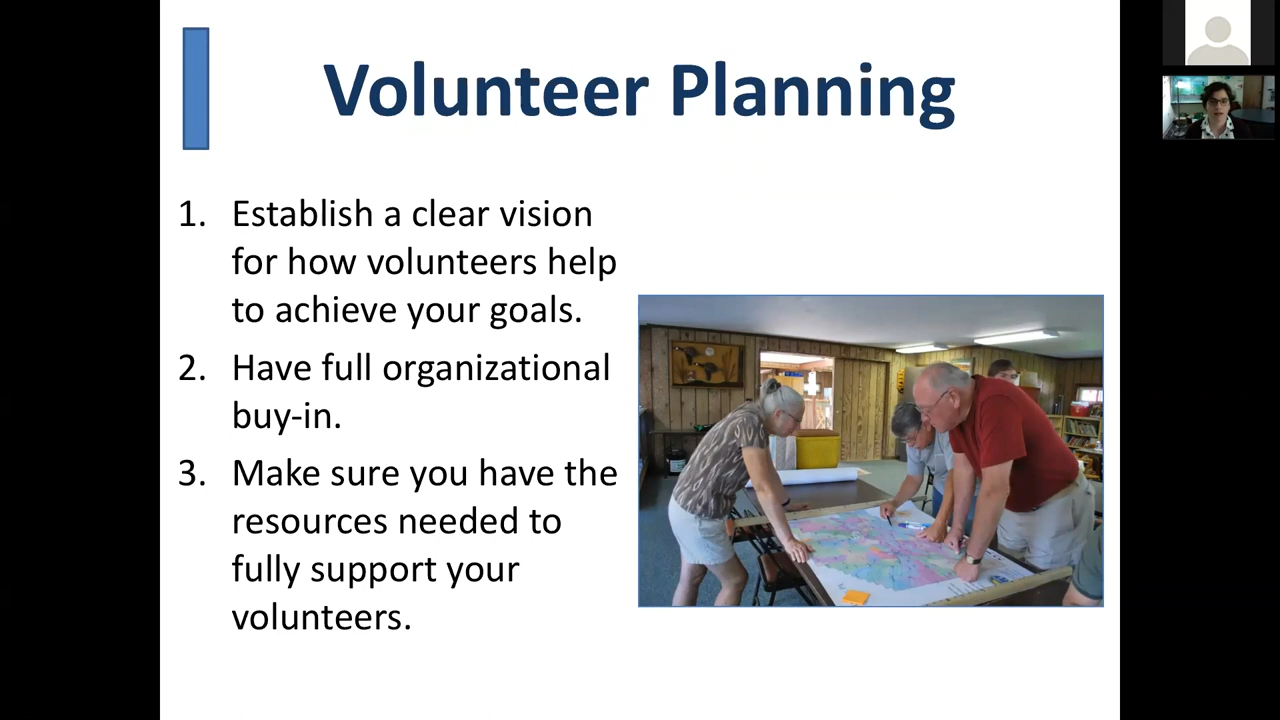 Volunteer Planning
1. Establish a clear vision
for how volunteers help
to achieve your goals.
2. Have full organizational
buy-in.
3. Make sure you have the
resources needed to
fully support your
volunteers.